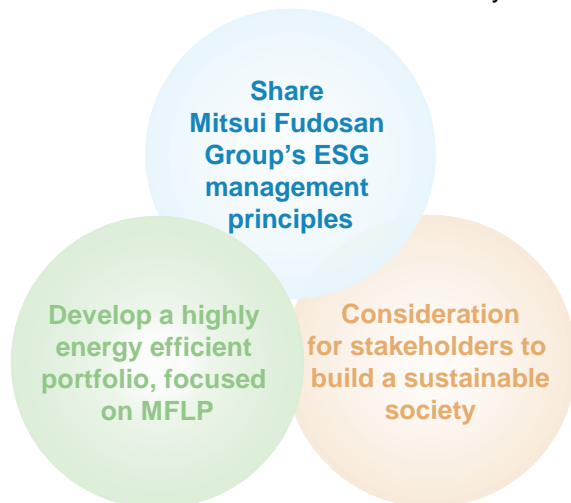 Share
Mitsui Fudosan
Group’s ESG
management
principles
Develop a highly
energy efficient
portfolio, focused
on MFLP
Consideration
for stakeholders to
build a sustainable
society